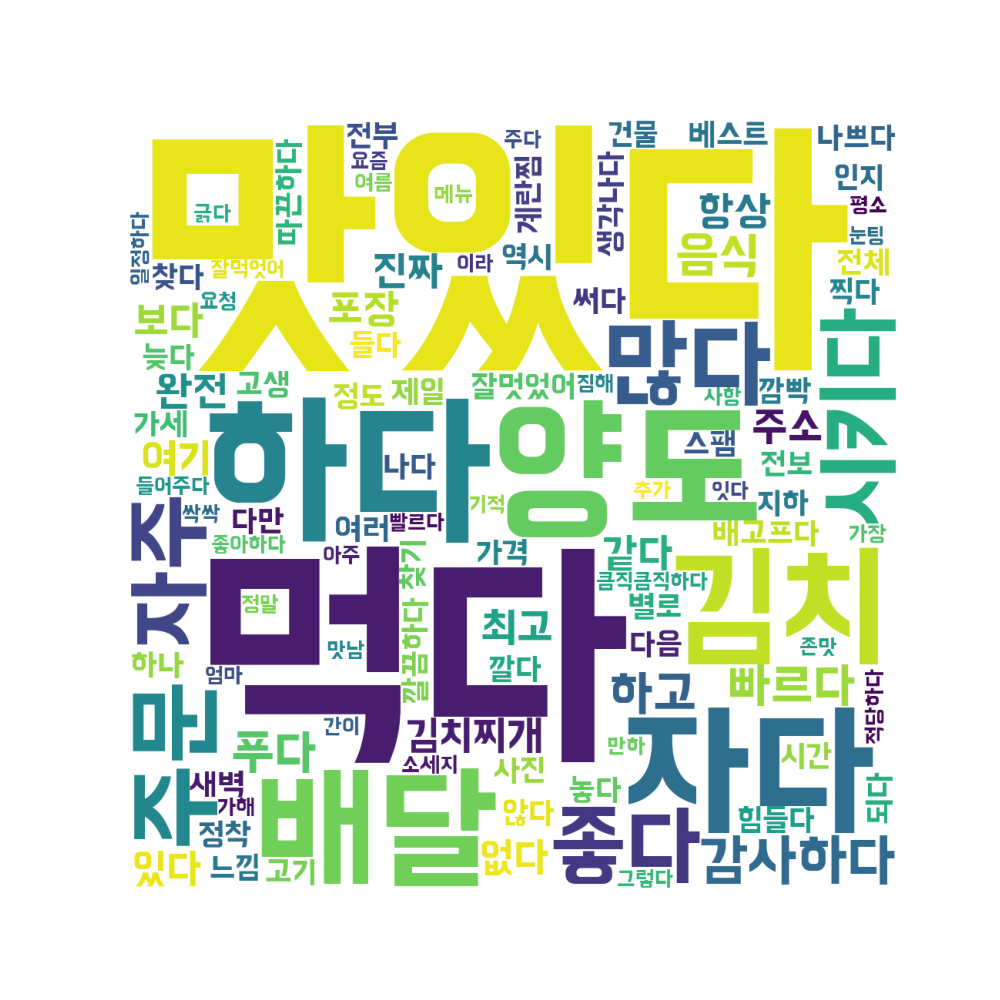 맛있다
먹다
하다
양도
김치
자다
배달
좋다
많다
시키다
자주
주문
감사하다
음식
항상
빠르다
하고
김치찌개
최고
같다
푸다
있다
없다
여기
완전
진짜
포장
보다
주소
전부
요즘
여름
메뉴
주다
계란찜
건물
생각나다
베스트
나쁘다
인지
평소
눈팅
전체
찍다
따끈하다
긁다
일정하다
찾다
잘먹엇어
요청
역시
이라
써다
들다
늦다
고생
정도
제일
잘먹었어
짐해
사항
깜빡
가세
나다
스팸
전보
들어주다
싹싹
다만
여러
빨르다
기적
추가
잇다
지하
배고프다
가장
좋아하다
아주
찾기
가격
큼직큼직하다
별로
다음
존맛
정말
맛남
깔끔하다
깔다
하나
엄마
간이
만하
적당하다
소세지
새벽
가해
사진
놓다
시간
되다
정착
느낌
고기
않다
힘들다
그렇다